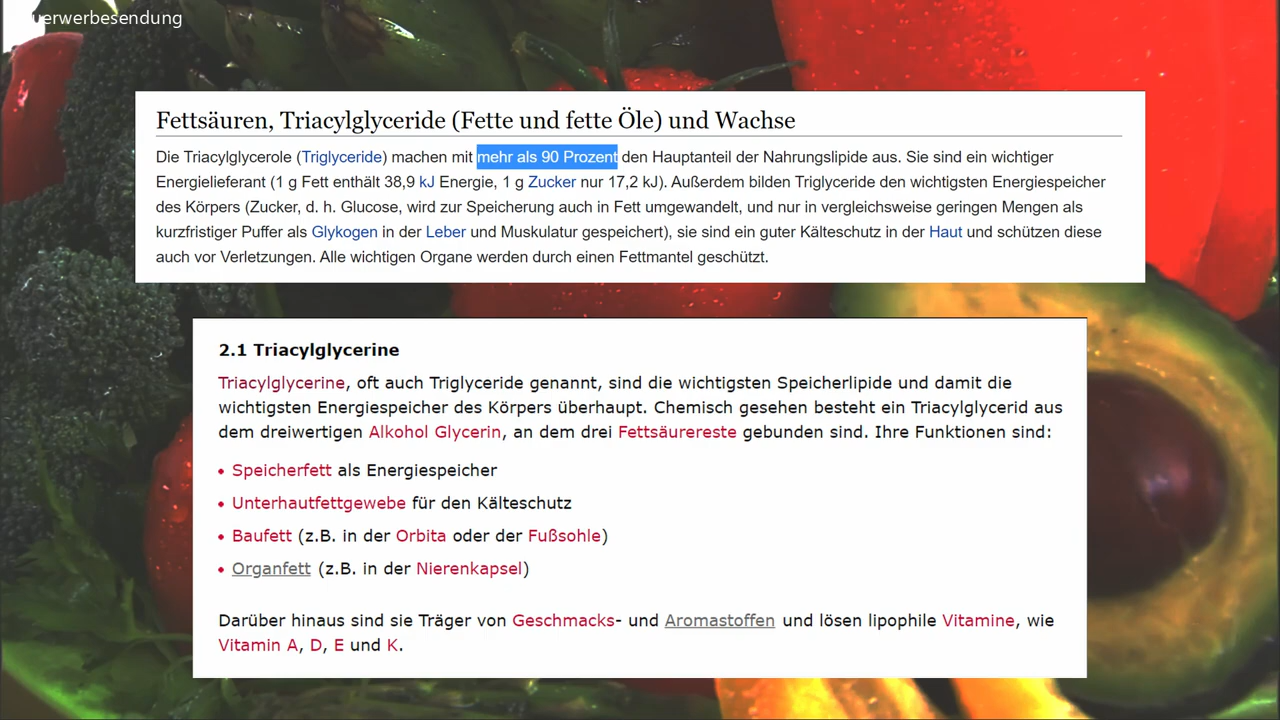 uerwerbesendung
Fettsäuren, Triacylglyceride (Fette und fette Öle) und Wachse
Die Triacylglycerole (Triglyceride) machen mit mehr als 90 Prozent den Hauptanteil der Nahrungslipide aus. Sie sind ein wichtiger
Energielieferant (1 g Fett enthält 38,9 kJ Energie, 1 g Zucker nur 17,2 kJ). Außerdem bilden Triglyceride den wichtigsten Energiespeicher
des Körpers (Zucker, d. h. Glucose, wird zur Speicherung auch in Fett umgewandelt, und nur in vergleichsweise geringen Mengen als
kurzfristiger Puffer als Glykogen in der Leber und Muskulatur gespeichert), sie sind ein guter Kälteschutz in der Haut und schützen diese
auch vor Verletzungen. Alle wichtigen Organe werden durch einen Fettmantel geschützt.
2.1 Triacylglycerine
Triacylglycerine, oft auch Triglyceride genannt, sind die wichtigsten Speicherlipide und damit die
wichtigsten Energiespeicher des Körpers überhaupt. Chemisch gesehen besteht ein Triacylglycerid aus
dem dreiwertigen Alkohol Glycerin, an dem drei Fettsäurereste gebunden sind. Ihre Funktionen sind:
• Speicherfett als Energiespeicher
• Unterhautfettgewebe für den Kälteschutz
• Baufett (z.B. in der Orbita oder der Fußsohle)
• Organfett (z.B. in der Nierenkapsel)
Darüber hinaus sind sie Träger von Geschmacks- und Aromastoffen und lösen lipophile Vitamine, wie
Vitamin A, D, E und K.